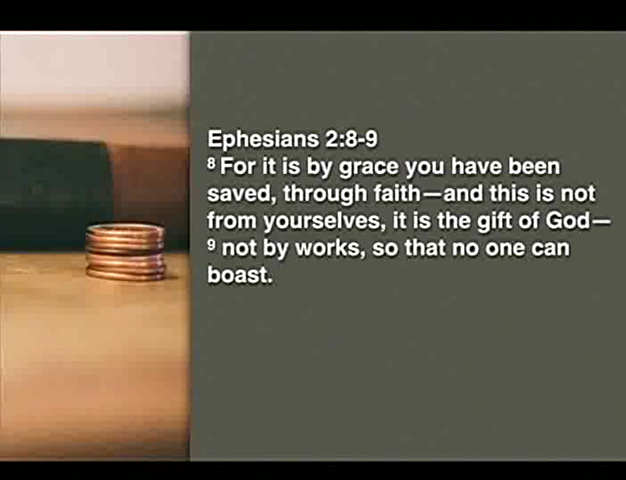 Ephesians 2:8-9
⁸ For it is by grace you have been
saved, through faith—and this is not
from yourselves, it is the gift of God—
⁹ not by works, so that no one can
boast.